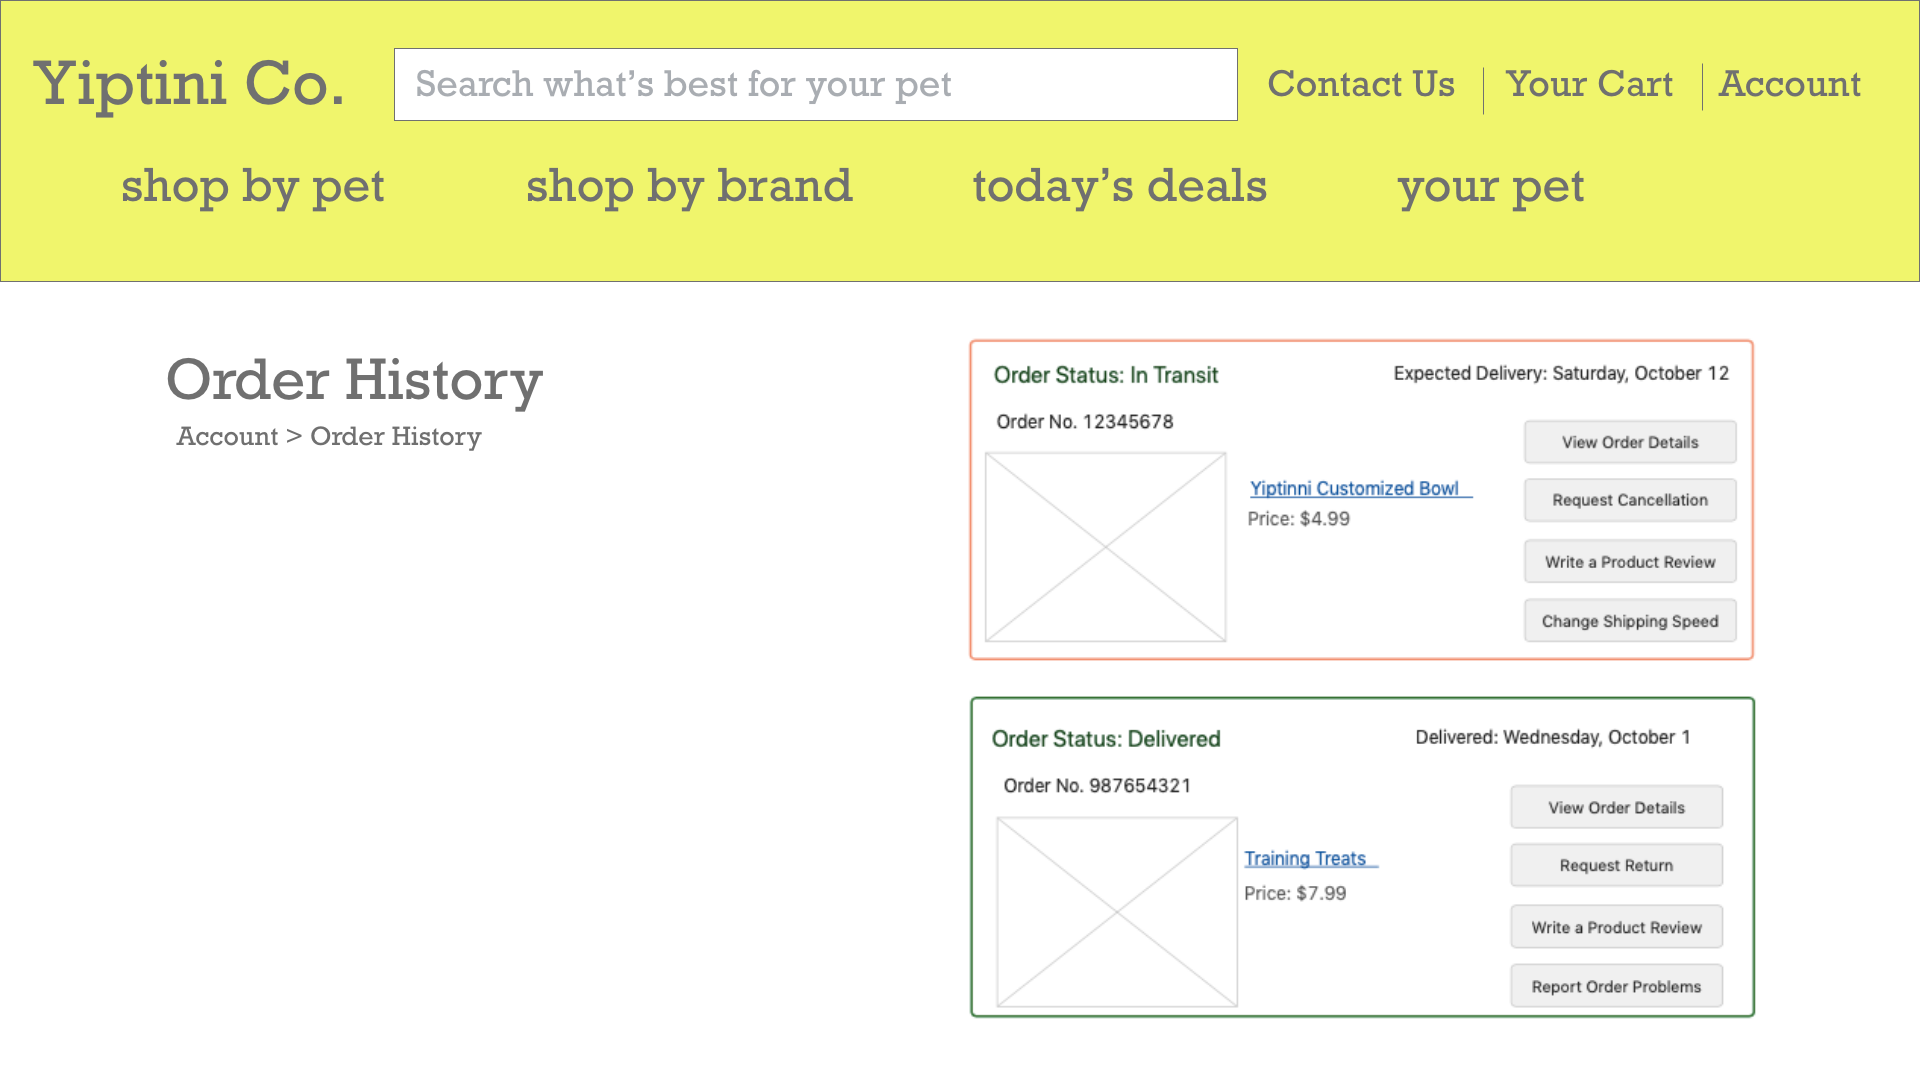 Yiptini Co.
Search what’s best for your pet
Contact Us
Your Cart
Account
shop by pet
shop by brand
today’s deals
your pet
Order History
Account > Order History
Order Status: In Transit
Expected Delivery: Saturday, October 12
Order No. 12345678
View Order Details
Yiptinni Customized Bowl
Request Cancellation
Price: $4.99
Write a Product Review
Change Shipping Speed
Order Status: Delivered
Delivered: Wednesday, October 1
Order No. 987654321
View Order Details
Training Treats
Request Return
Price: $7.99
Write a Product Review
Report Order Problems